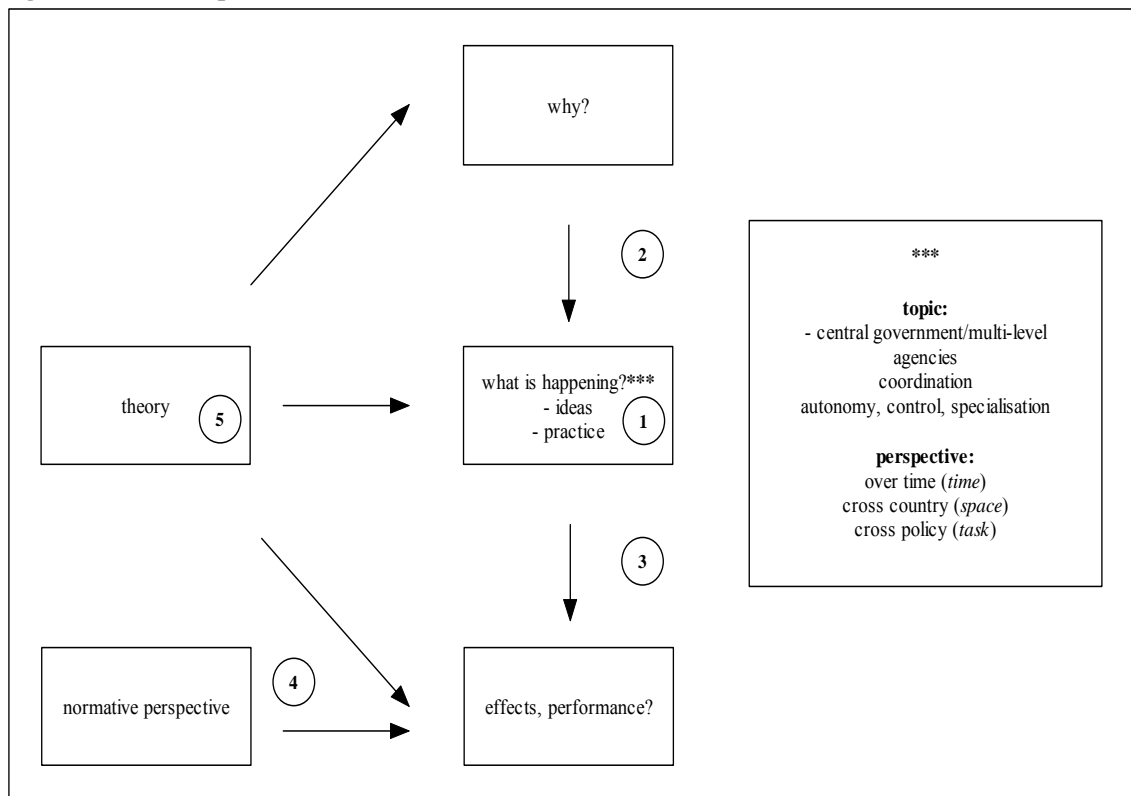 why?
2
***
topic:
- central government/multi-level
agencies
coordination
autonomy, control, specialisation
perspective:
over time (time)
cross country (space)
cross policy (task)
theory
5
what is happening?***
- ideas
- practice
1
3
normative perspective
4
effects, performance?